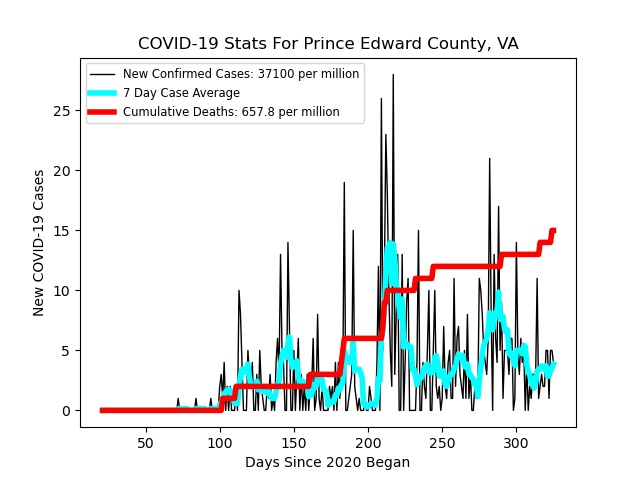 COVID-19 Stats For Prince Edward County, VA
New Confirmed Cases: 37100 per million
7 Day Case Average
Cumulative Deaths: 657.8 per million
New COVID-19 Cases
25
20
15
10
5
0
50 100 150 200 250 300
Days Since 2020 Began